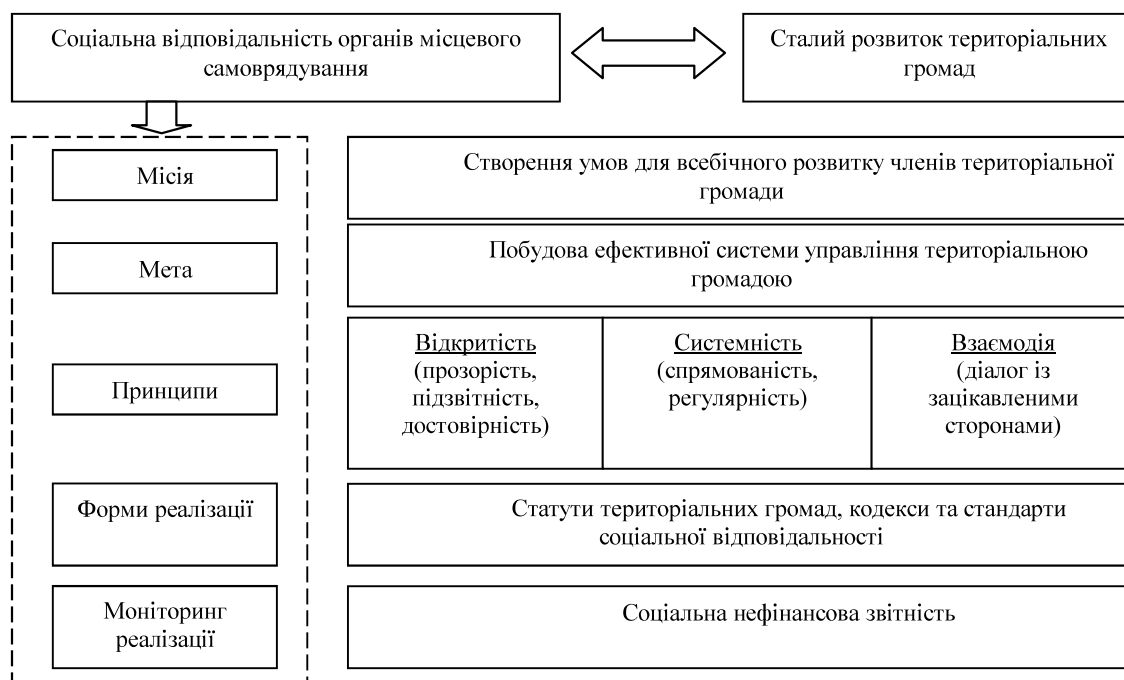 Соціальна відповідальність органів місцевого
самоврядування
Сталий розвиток територіальних
громад
Місія
Створення умов для всебічного розвитку членів територіальної
громади
Мета
Побудова ефективної системи управління територіальною
громадою
Принципи
Відкритість
(прозорість,
підзвітність,
достовірність)
Системність
(спрямованість,
регулярність)
Взаємодія
(діалог із
зацікавленими
сторонами)
Форми реалізації
Статути територіальних громад, кодекси та стандарти
соціальної відповідальності
Моніторинг
реалізації
Соціальна нефінансова звітність